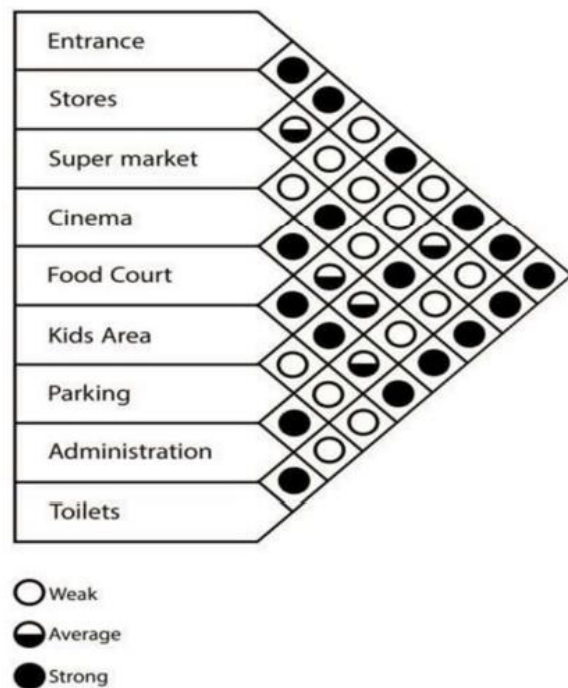 Entrance
Stores
Super market
Cinema
Food Court
Kids Area
Parking
Administration
Toilets
Weak
Average
Strong